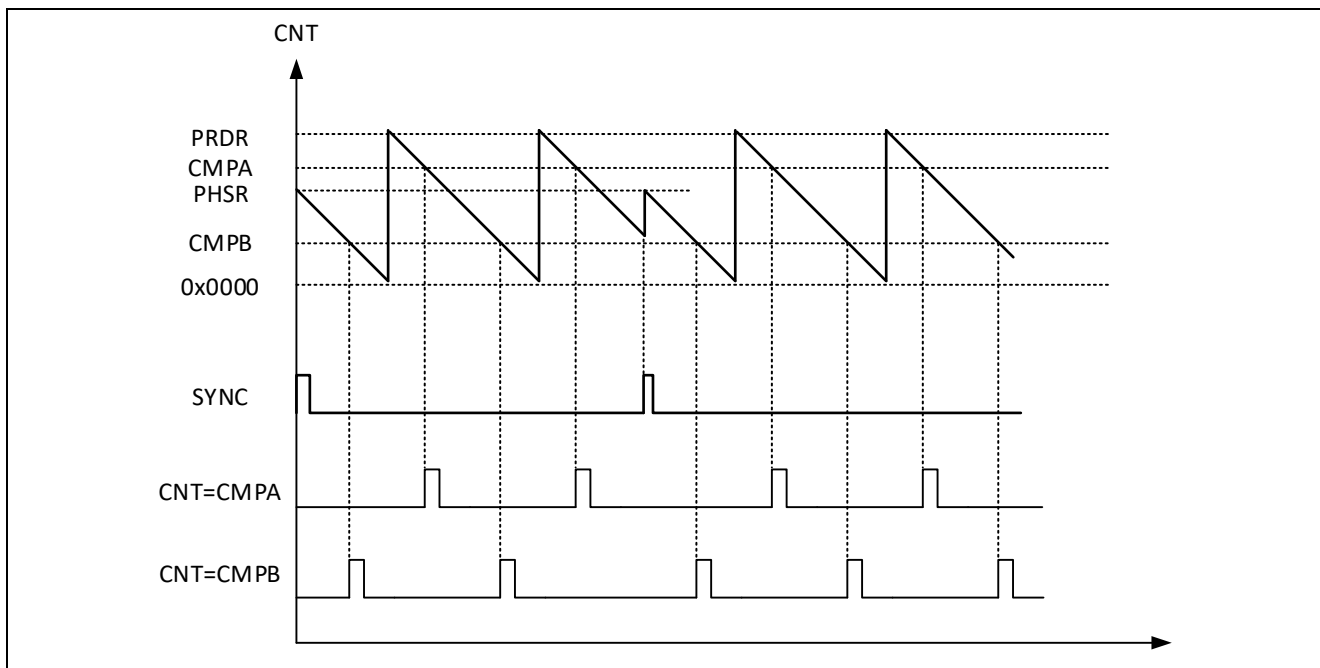 CNT
PRDR
CMPA
PHSR
CMPB
0x0000
SYNC
CNT=CMPA
CNT=CMPB